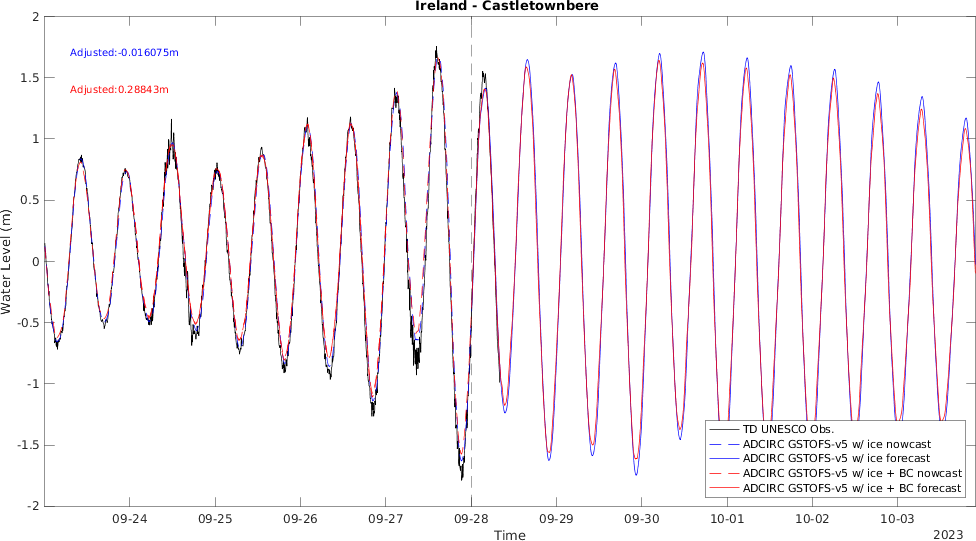 Ireland - Castletownbere
Adjusted:-0.016075m
Adjusted:0.28843m
Water Level (m)
2
1.5
1
0.5
0
-0.5
-1
-1.5
-2
TD UNESCO Obs.
ADCIRC GSTOFS-v5 w/ ice nowcast
ADCIRC GSTOFS-v5 w/ ice forecast
ADCIRC GSTOFS-v5 w/ ice + BC nowcast
ADCIRC GSTOFS-v5 w/ ice + BC forecast
09-24 09-25 09-26 09-27 09-28 09-29 09-30 10-01 10-02 10-03
Time
2023